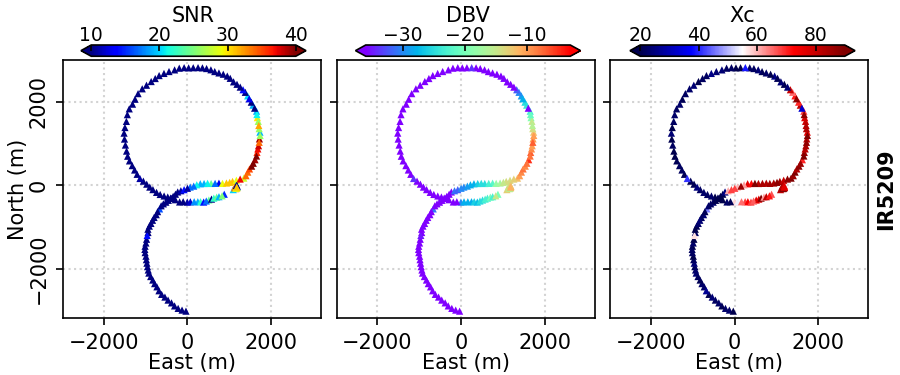 SNR DBV Xc
10 20 30 40 −30 −20 −10 20 40 60 80
2000
0
−2000
North (m)
IR5209
−2000 0 2000 −2000 0 2000 −2000 0 2000
East (m) East (m) East (m)